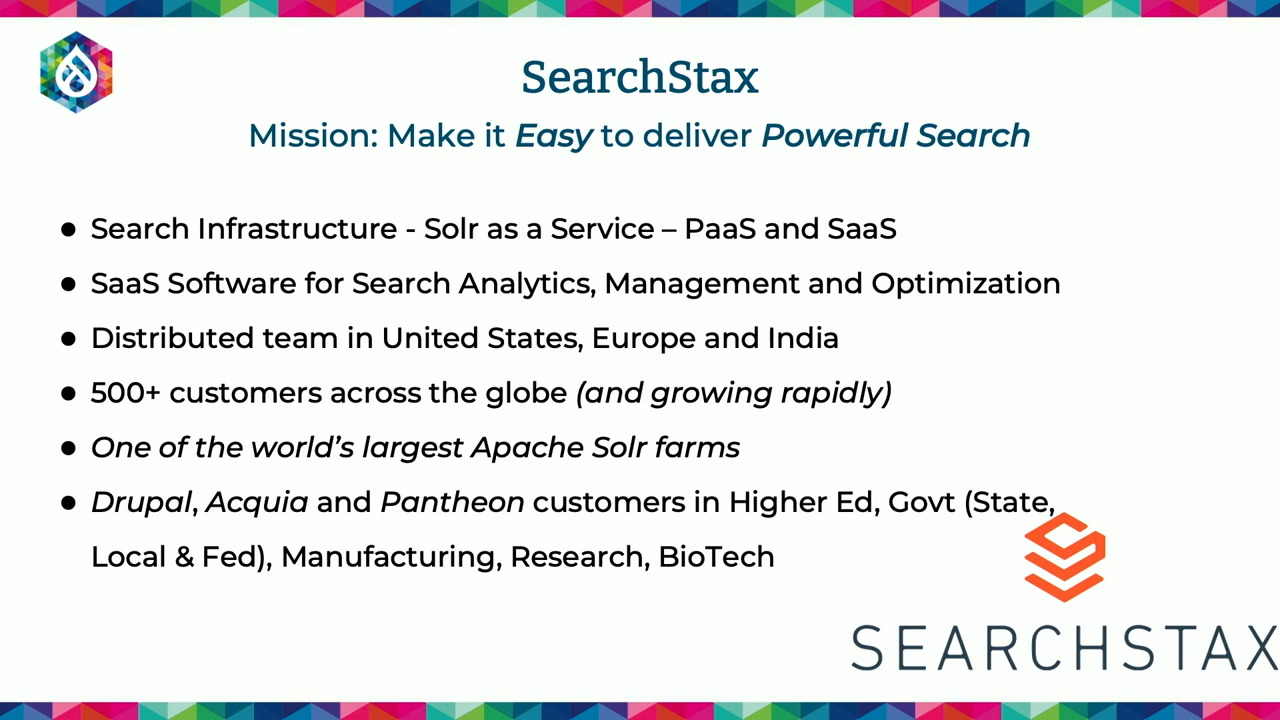 SearchStax
Mission: Make it Easy to deliver Powerful Search
● Search Infrastructure - Solr as a Service – PaaS and SaaS
● SaaS Software for Search Analytics, Management and Optimization
● Distributed team in United States, Europe and India
● 500+ customers across the globe (and growing rapidly)
● One of the world’s largest Apache Solr farms
● Drupal, Acquia and Pantheon customers in Higher Ed, Govt (State,
Local & Fed), Manufacturing, Research, BioTech
SEARCHSTAX